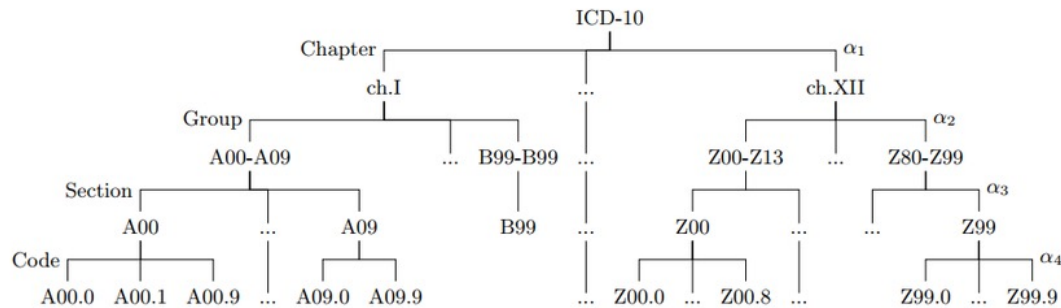 ICD-10
Chapter α1
ch.I ... ch.XII
Group α2
A00-A09 ... B99-B99 ... Z00-Z13 ... Z80-Z99
Section α3
A00 ... A09 B99 ... Z00 ... ... Z99
Code α4
A00.0 A00.1 A00.9 ... A09.0 A09.9 ... Z00.0 ... Z00.8 ... Z99.0 ... Z99.9